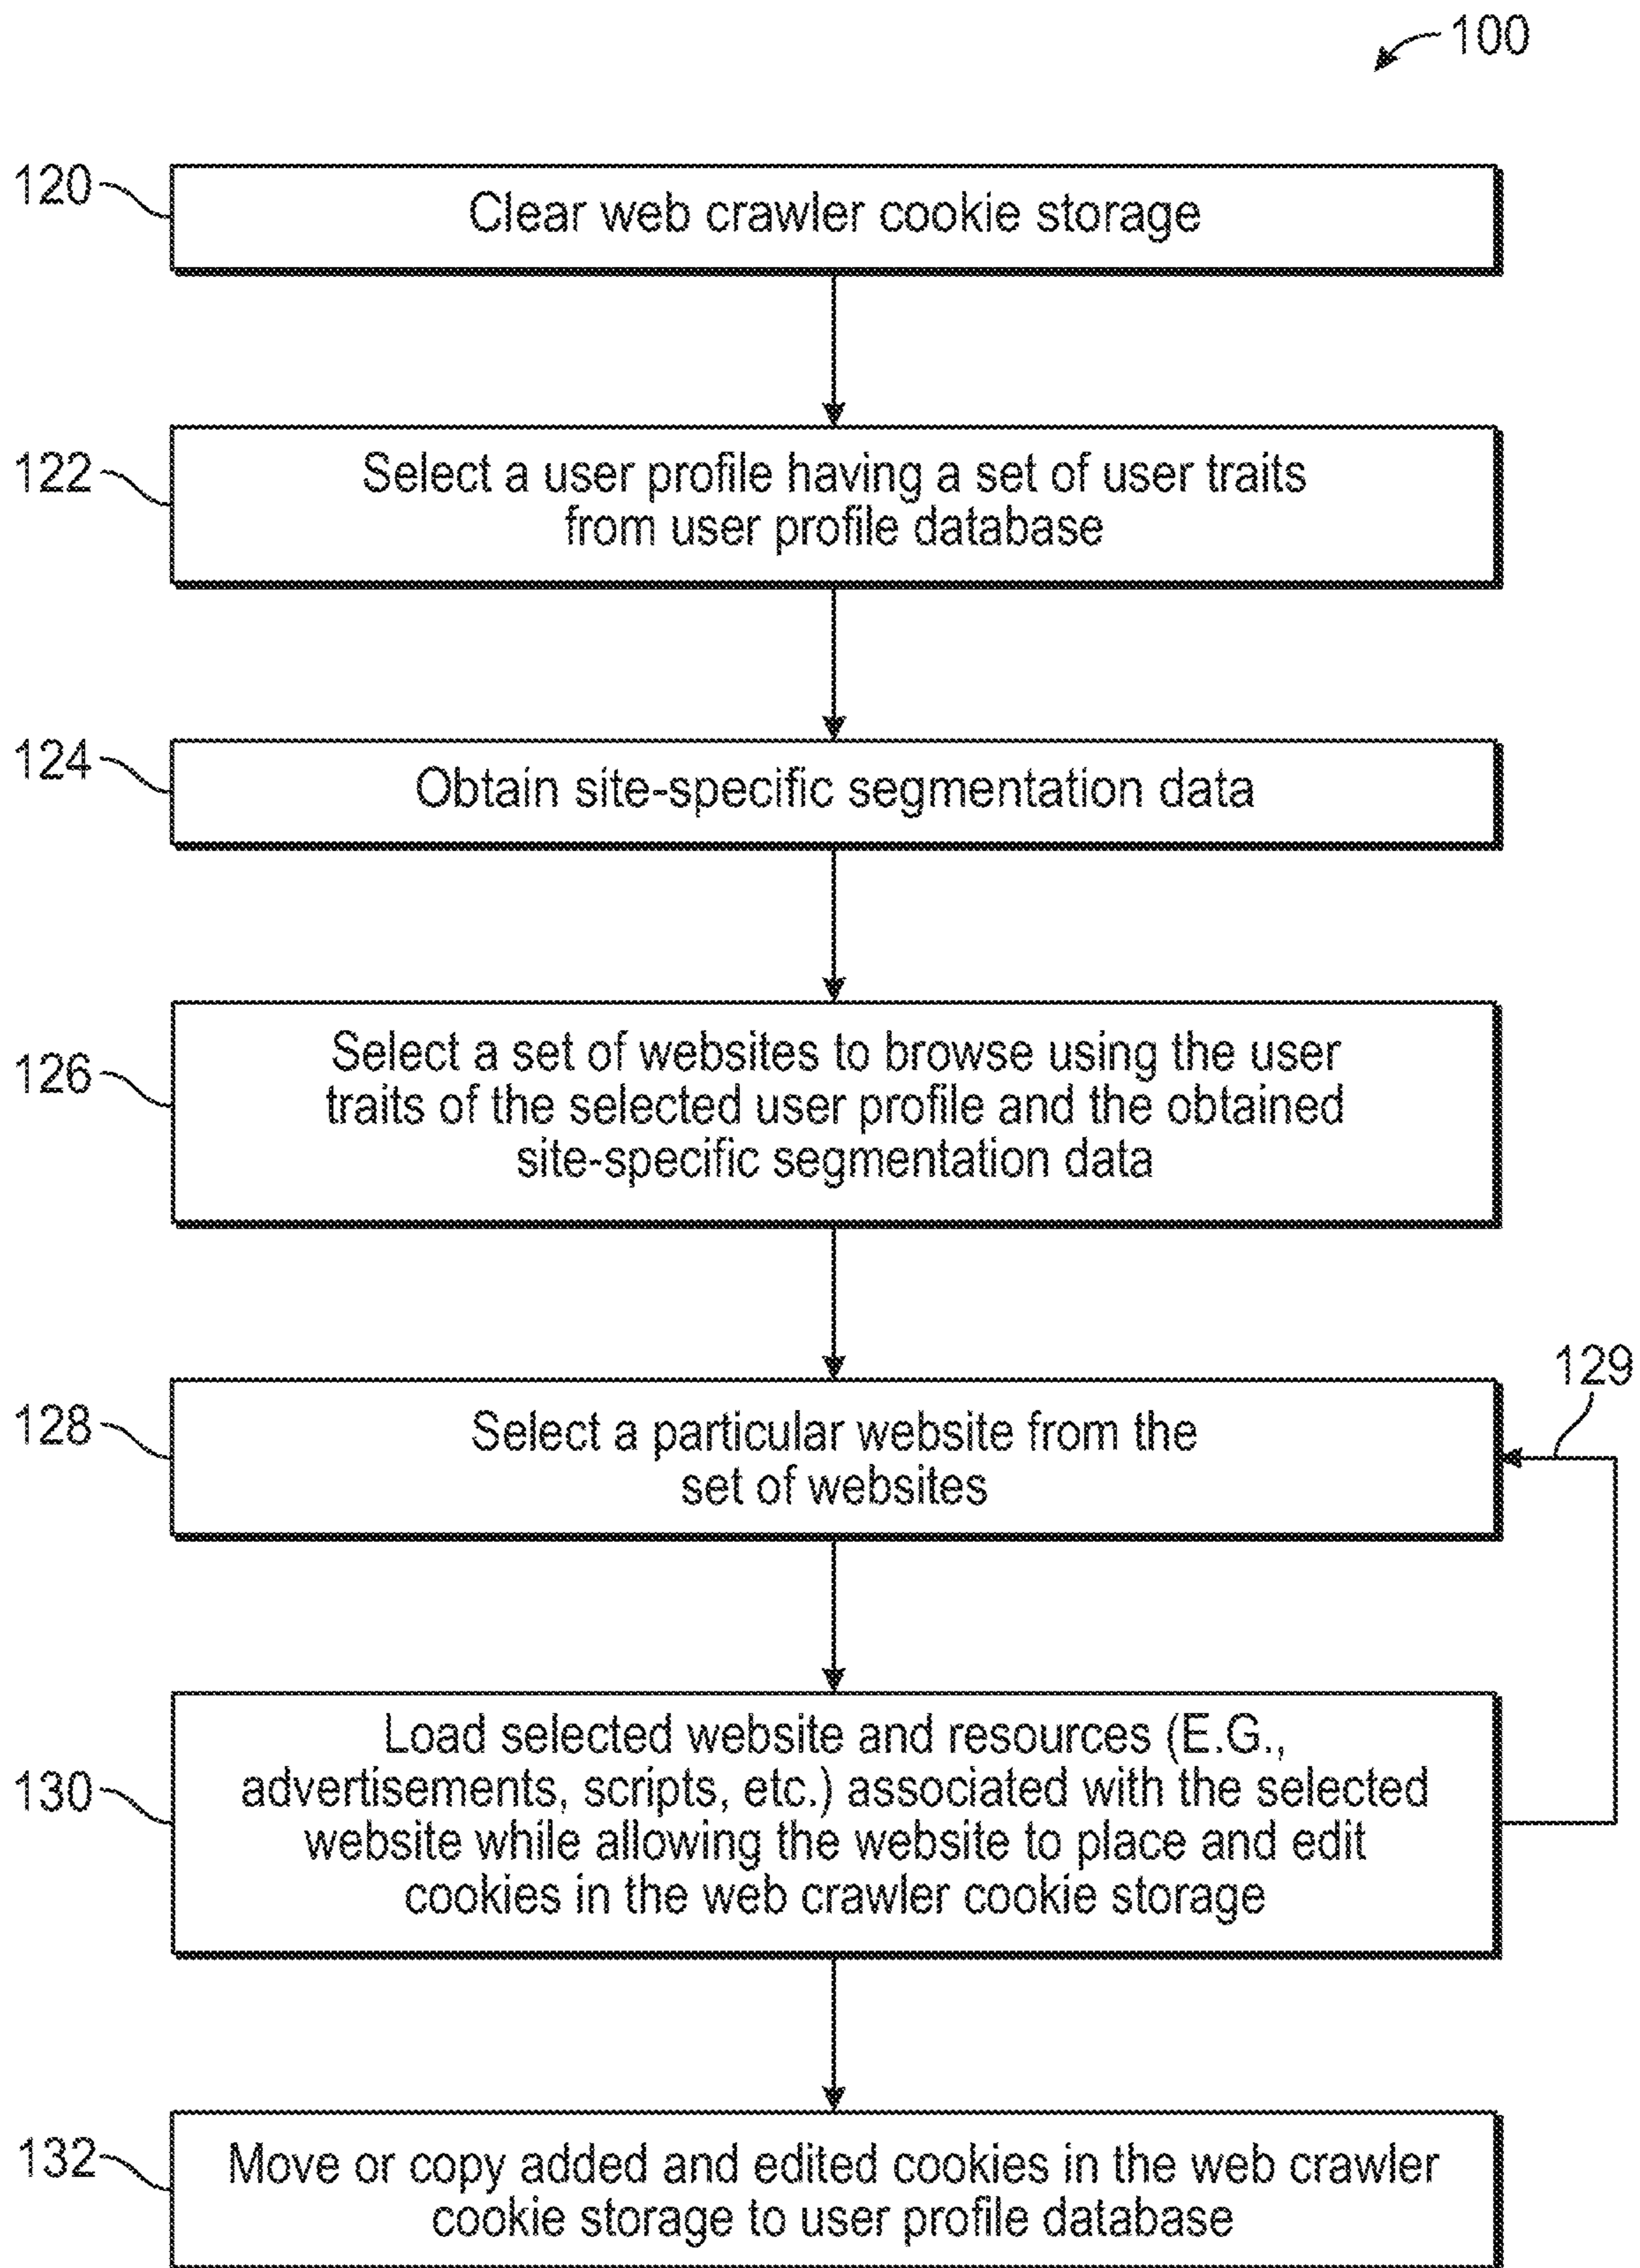 100
120
Clear web crawler cookie storage
122
Select a user profile having a set of user traits
from user profile database
124
Obtain site-specific segmentation data
126
Select a set of websites to browse using the user
traits of the selected user profile and the obtained
site-specific segmentation data
129
128
Select a particular website from the
set of websites
130
Load selected website and resources (E.G.,
advertisements, scripts, etc.) associated with the selected
website while allowing the website to place and edit
cookies in the web crawler cookie storage
132
Move or copy added and edited cookies in the web crawler
cookie storage to user profile database